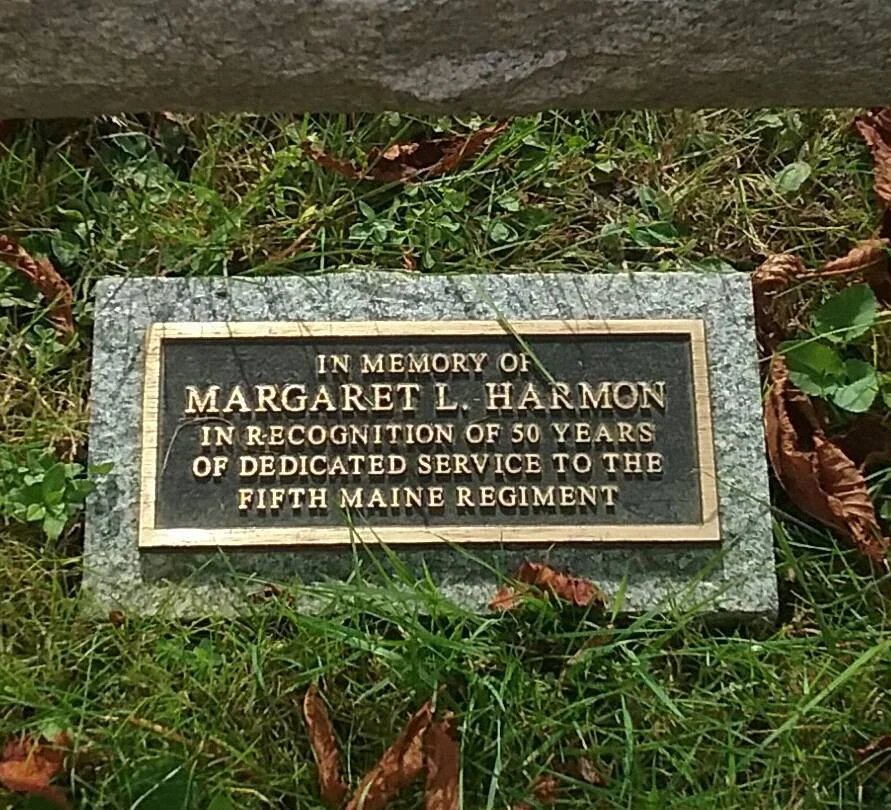 IN MEMORY OF
MARGARET L. HARMON
IN RECOGNITION OF 50 YEARS
OF DEDICATED SERVICE TO THE
FIFTH MAINE REGIMENT